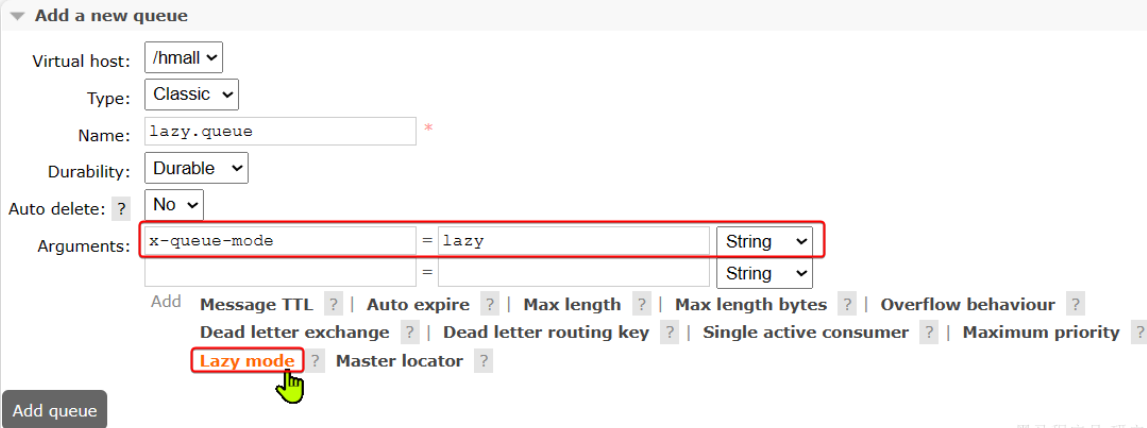 Add a new queue
Virtual host: /hmall
Type: Classic
Name: lazy.queue *
Durability: Durable
Auto delete: ? No
Arguments: x-queue-mode = lazy String
= String
Add Message TTL ? | Auto expire ? | Max length ? | Max length bytes ? | Overflow behaviour ?
Dead letter exchange ? | Dead letter routing key ? | Single active consumer ? | Maximum priority ?
Lazy mode ? Master locator ?
Add queue